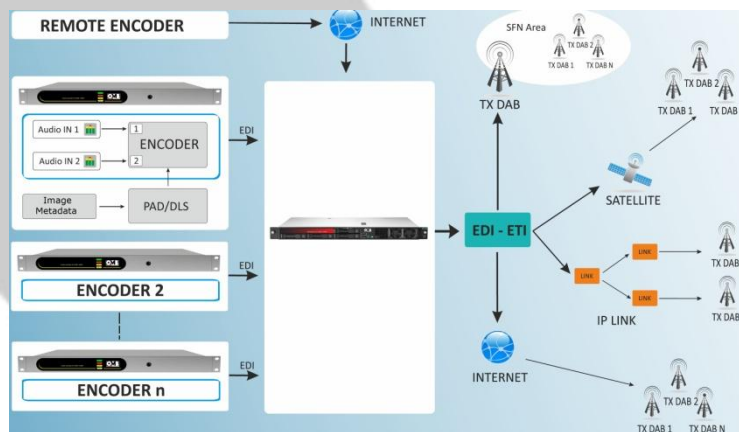 REMOTE ENCODER
INTERNET
SFN Area
TX DAB 2
TX DAB 1
TX DAB N
TX DAB
TX DAB 2
TX DAB 1
TX DAB
Audio IN 1
1
ENCODER
Audio IN 2
2
EDI
Image
Metadata
PAD/DLS
SATELLITE
EDI - ETI
ENCODER 2
EDI
LINK
LINK
LINK
TX DAB
TX DAB
IP LINK
ENCODER n
EDI
INTERNET
TX DAB 2
TX DAB 1
TX DAB N